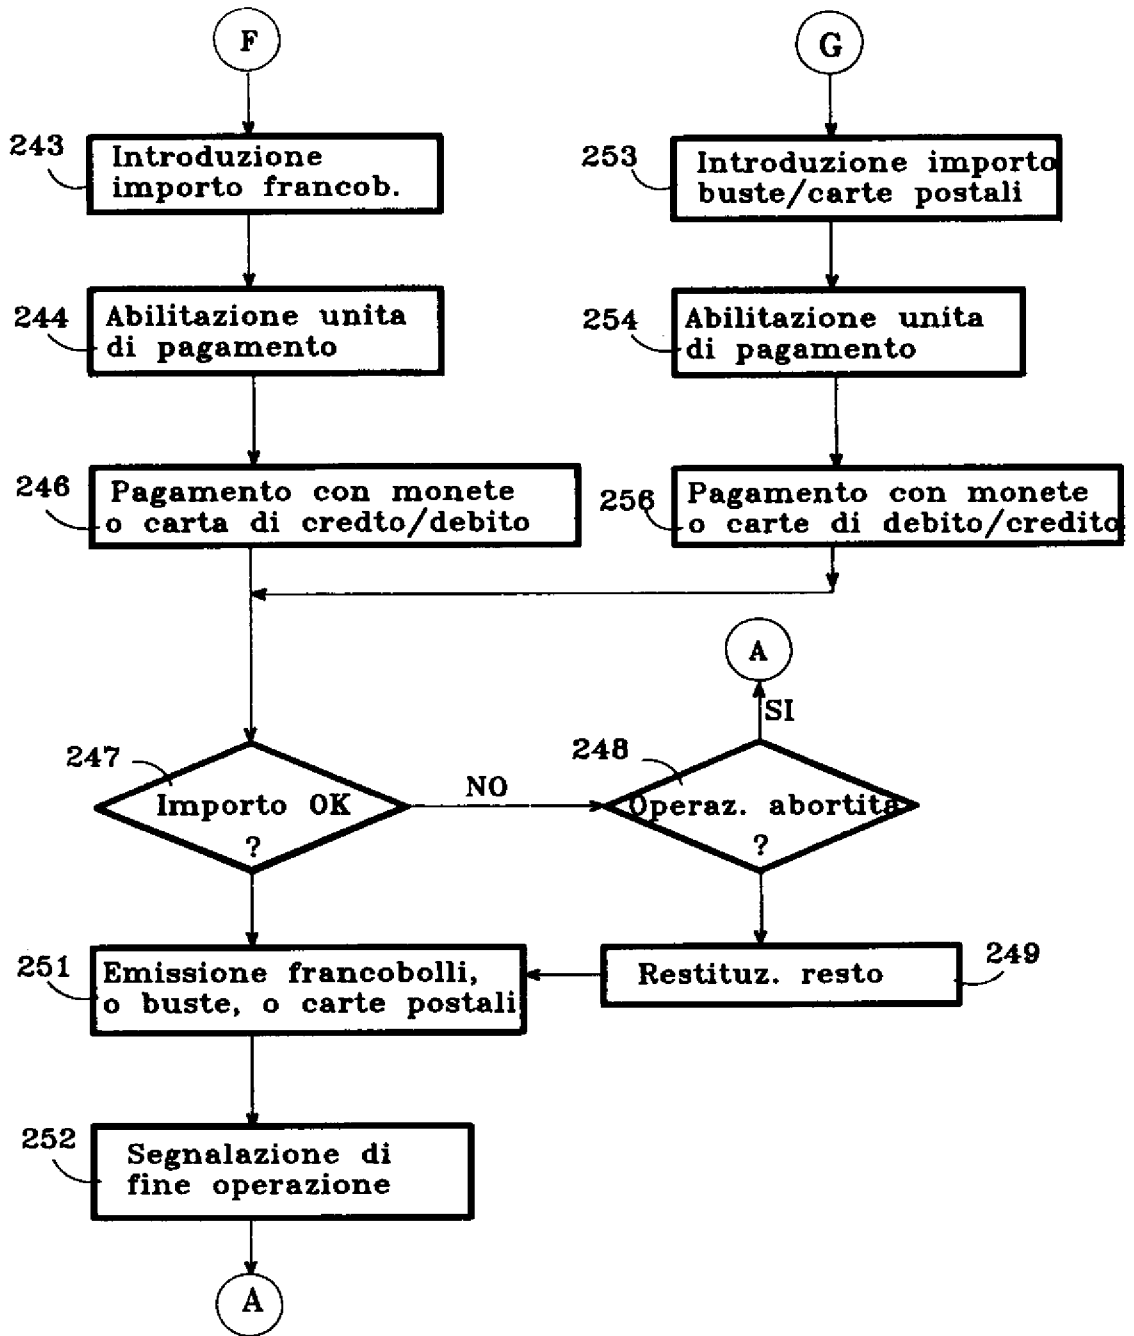 F
G
243
Introduzione
importo francob.
253
Introduzione importo
buste/carte postali
244
Abilitazione unita
di pagamento
254
Abilitazione unita
di pagamento
246
Pagamento con monete
o carta di credto/debito
256
Pagamento con monete
o carte di debito/credito
A
SI
247
Importo OK
?
NO
248
Operaz. abortita
?
251
Emissione francobolli,
o buste, o carte postali
Restituz. resto
249
252
Segnalazione di
fine operazione
A